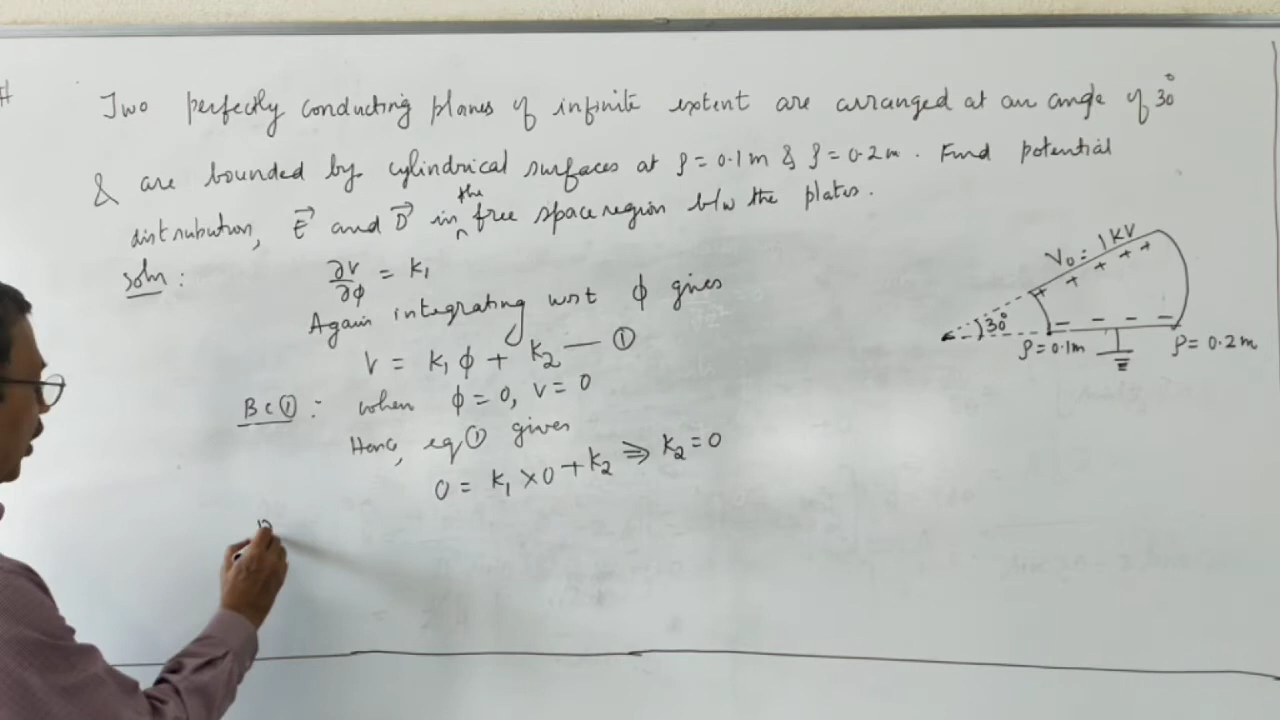 #
Two perfectly conducting planes of infinite extent are arranged at an angle of 30°
& are bounded by cylindrical surfaces at ρ = 0.1 m & ρ = 0.2 m. Find potential
distribution, E⃗ and D⃗ in the free space region b/w the plates.
Soln :
∂V/∂ϕ = K₁
Again integrating wrt ϕ gives
V = K₁ϕ + K₂ — ①
BC① :- when ϕ = 0, V = 0
Hence, eq① gives
0 = K₁ × 0 + K₂ ⇒ K₂ = 0
V₀ = 1 KV
+ + + + +
30°
– – – –
ρ = 0.1m
ρ = 0.2 m